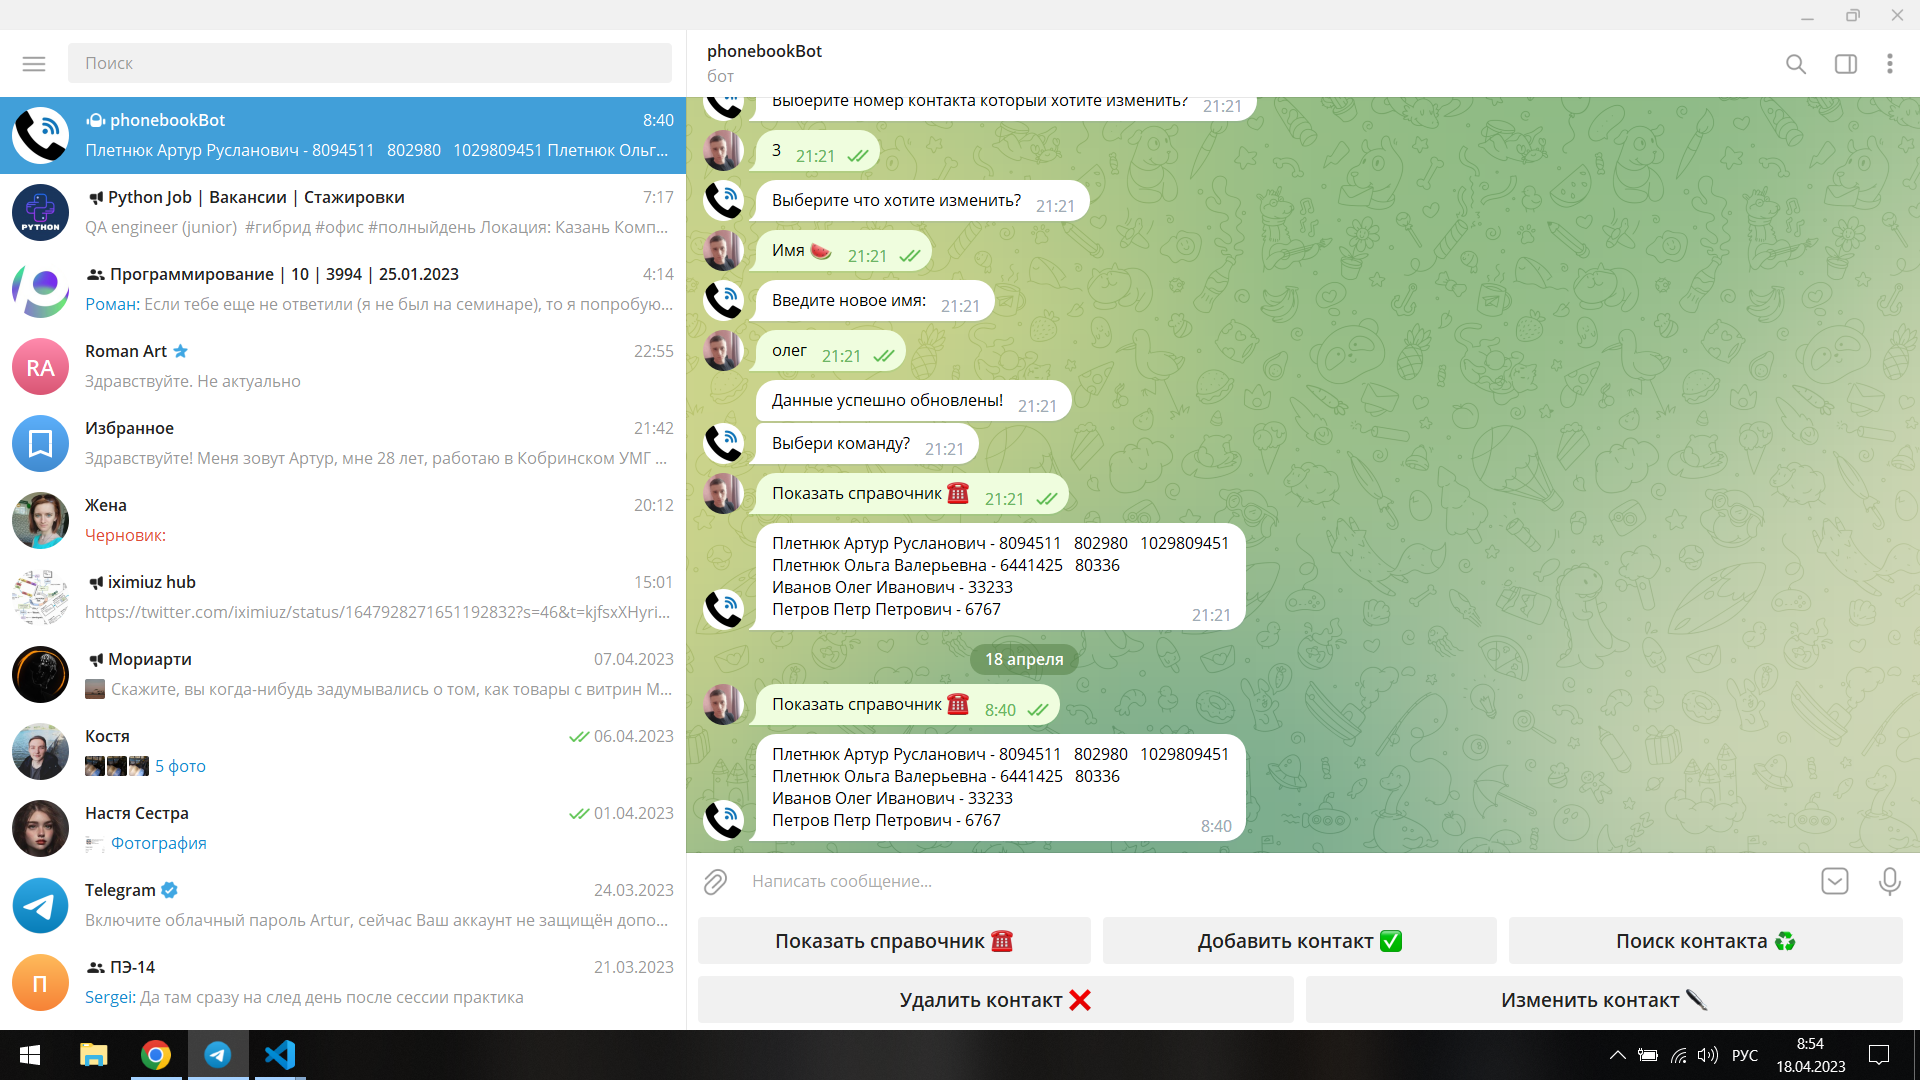 Поиск
phonebookBot
8:40
Плетнюк Артур Русланович - 8094511 802980 1029809451 Плетнюк Ольг...
PYTHON
Python Job | Вакансии | Стажировки
7:17
QA engineer (junior) #гибрид #офис #полныйдень Локация: Казань Комп...
Программирование | 10 | 3994 | 25.01.2023
4:14
Роман: Если тебе еще не ответили (я не был на семинаре), то я попробую...
RA
Roman Art
22:55
Здравствуйте. Не актуально
Избранное
21:42
Здравствуйте! Меня зовут Артур, мне 28 лет, работаю в Кобринском УМГ ...
Жена
20:12
Черновик:
iximiuz hub
15:01
https://twitter.com/iximiuz/status/1647928271651192832?s=46&t=kjfsxXHyri...
Мориарти
07.04.2023
Скажите, вы когда-нибудь задумывались о том, как товары с витрин М...
Костя
06.04.2023
5 фото
Настя Сестра
01.04.2023
Фотография
Telegram
24.03.2023
Включите облачный пароль Artur, сейчас Ваш аккаунт не защищён допо...
П
ПЭ-14
21.03.2023
Sergei: Да там сразу на след день после сессии практика
phonebookBot
бот
Выберите номер контакта который хотите изменить? 21:21
3 21:21
Выберите что хотите изменить? 21:21
Имя 🍉 21:21
Введите новое имя: 21:21
олег 21:21
Данные успешно обновлены! 21:21
Выбери команду? 21:21
Показать справочник ☎️ 21:21
Плетнюк Артур Русланович - 8094511 802980 1029809451
Плетнюк Ольга Валерьевна - 6441425 80336
Иванов Олег Иванович - 33233
Петров Петр Петрович - 6767
21:21
18 апреля
Показать справочник ☎️ 8:40
Плетнюк Артур Русланович - 8094511 802980 1029809451
Плетнюк Ольга Валерьевна - 6441425 80336
Иванов Олег Иванович - 33233
Петров Петр Петрович - 6767
8:40
Написать сообщение...
Показать справочник ☎️
Добавить контакт ✅
Поиск контакта ♻️
Удалить контакт ❌
Изменить контакт 🔪
РУС
8:54
18.04.2023